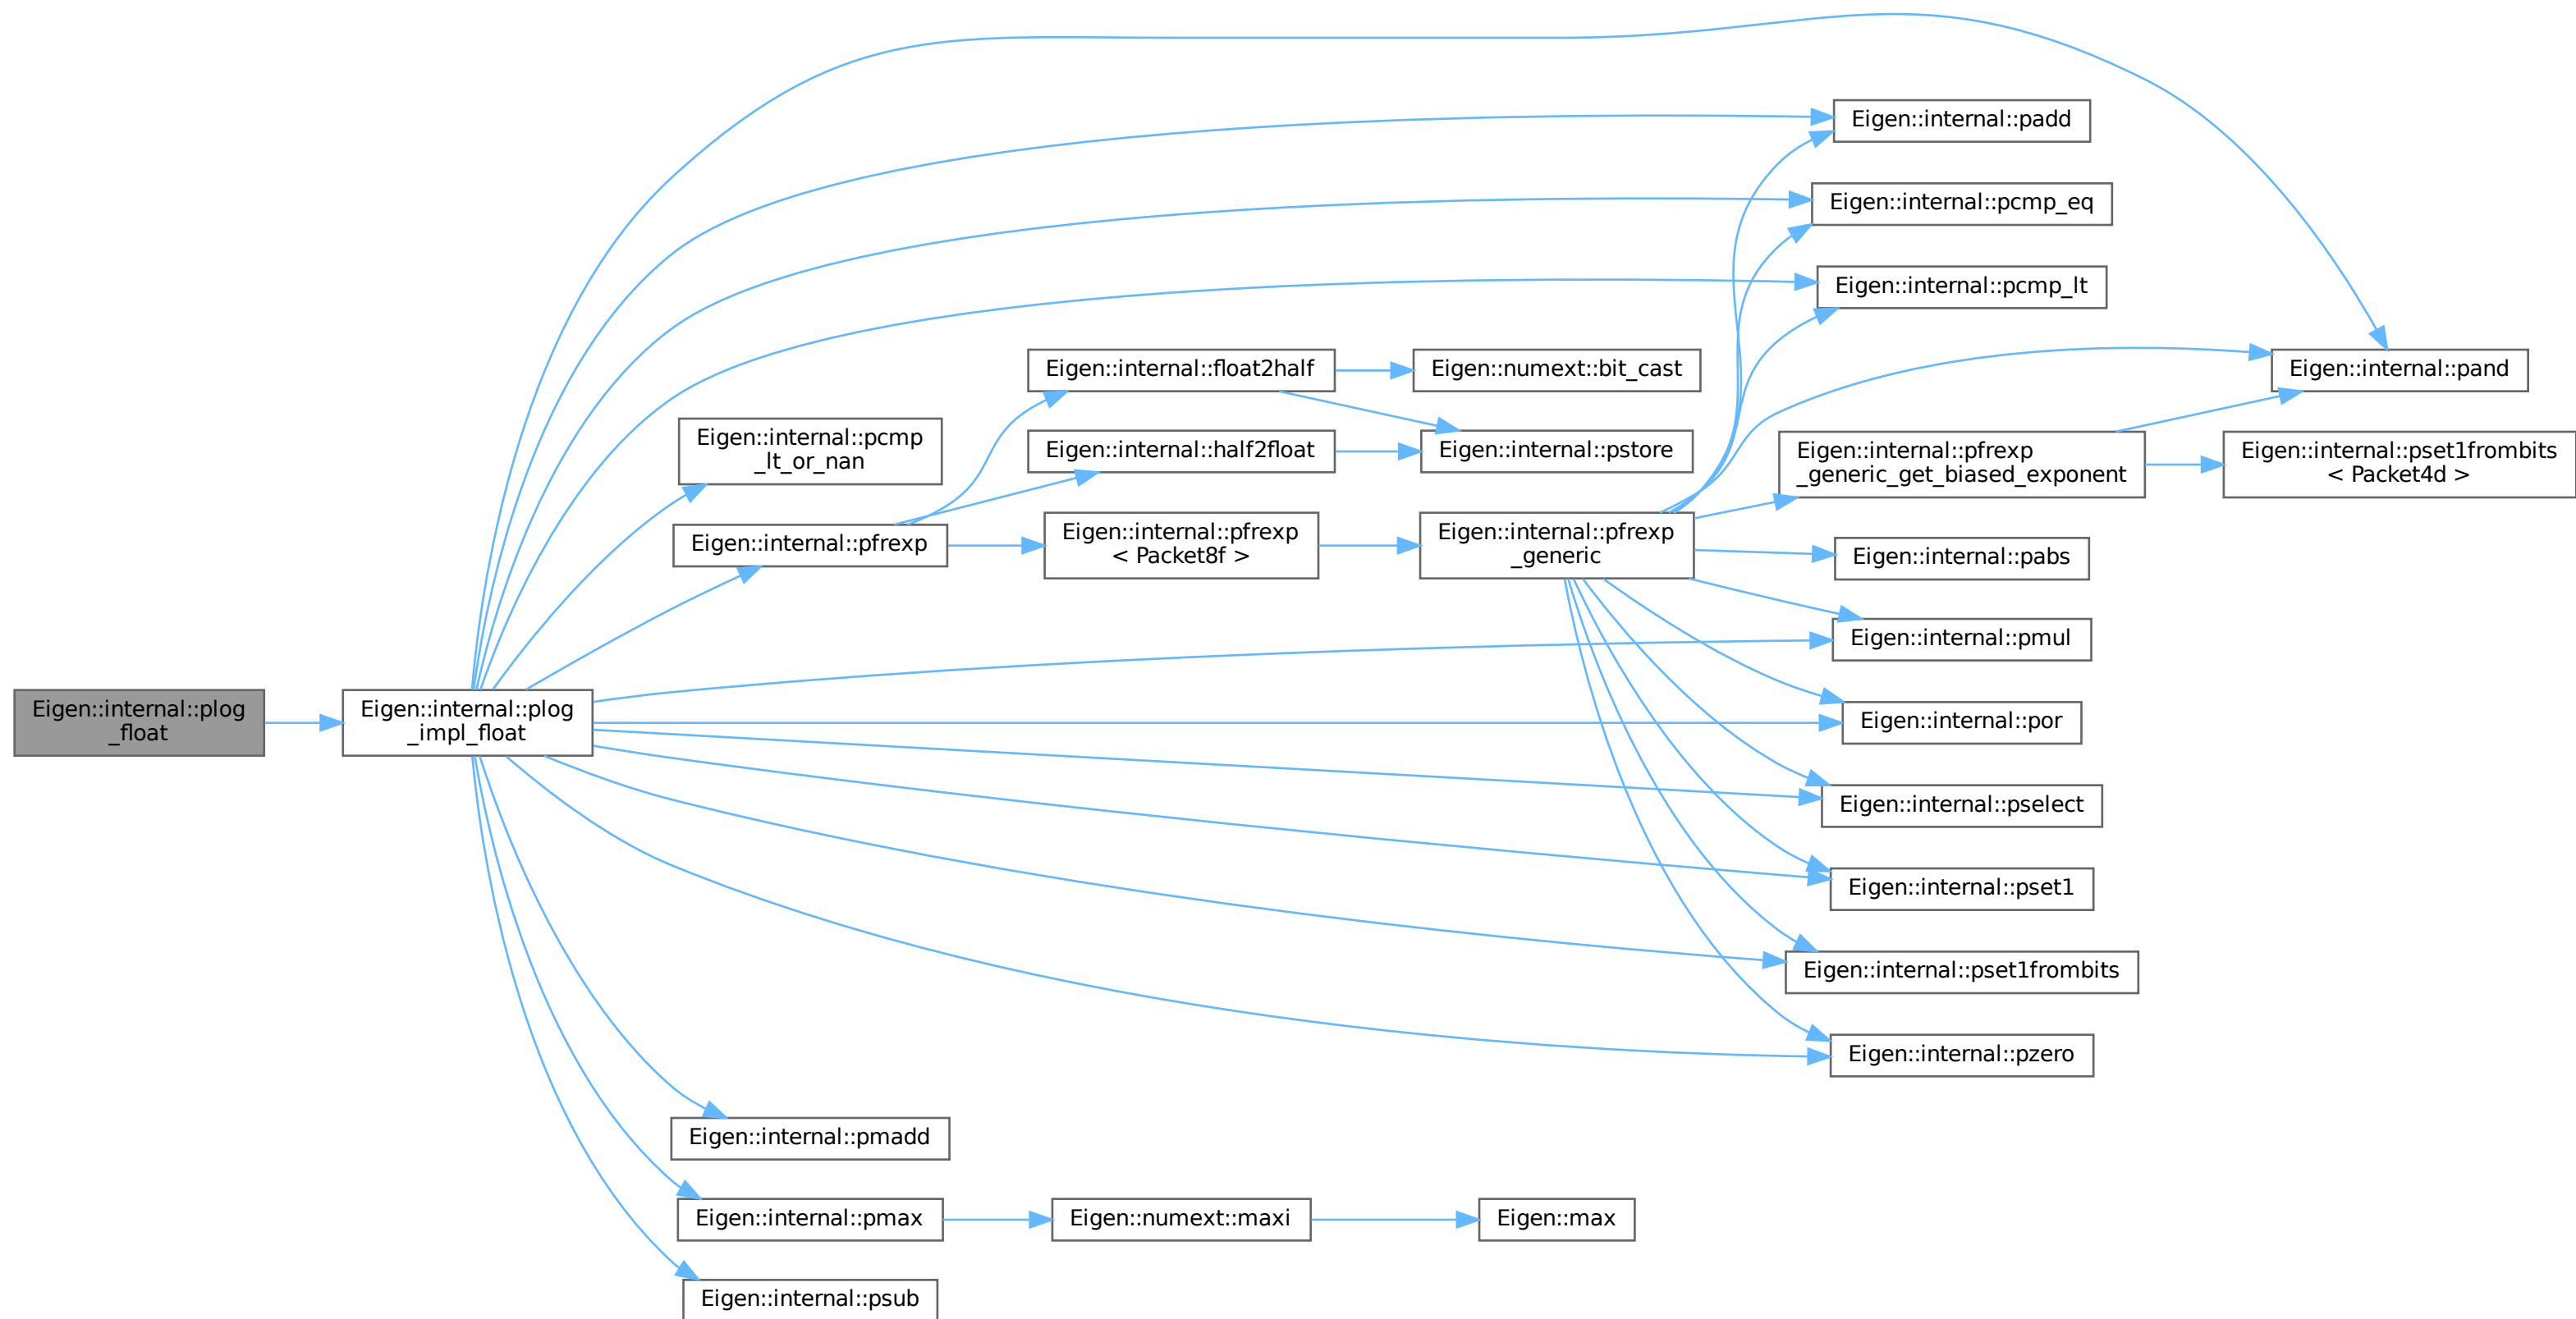 Eigen::internal::plog
_float
Eigen::internal::plog
_impl_float
Eigen::internal::pcmp
_lt_or_nan
Eigen::internal::pfrexp
Eigen::internal::float2half
Eigen::internal::half2float
Eigen::internal::pfrexp
< Packet8f >
Eigen::numext::bit_cast
Eigen::internal::pstore
Eigen::internal::pfrexp
_generic
Eigen::internal::padd
Eigen::internal::pcmp_eq
Eigen::internal::pcmp_lt
Eigen::internal::pfrexp
_generic_get_biased_exponent
Eigen::internal::pand
Eigen::internal::pset1frombits
< Packet4d >
Eigen::internal::pabs
Eigen::internal::pmul
Eigen::internal::por
Eigen::internal::pselect
Eigen::internal::pset1
Eigen::internal::pset1frombits
Eigen::internal::pzero
Eigen::internal::pmadd
Eigen::internal::pmax
Eigen::numext::maxi
Eigen::max
Eigen::internal::psub